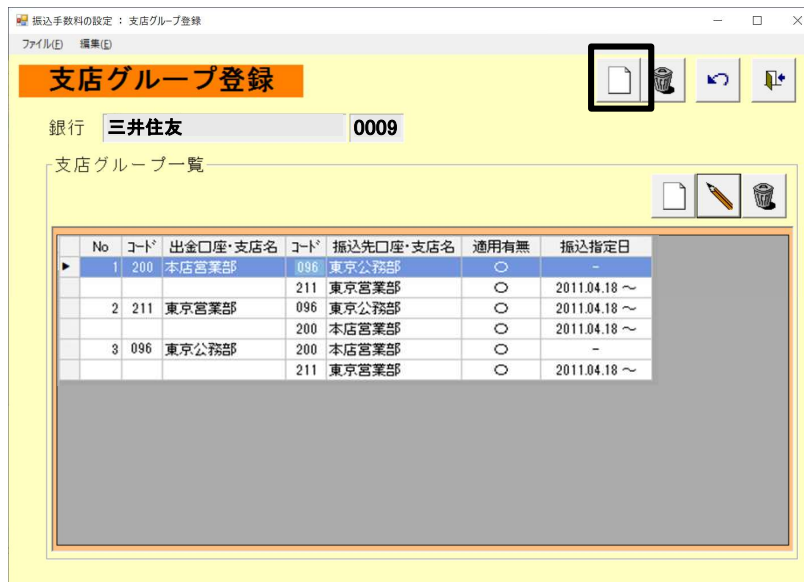 振込手数料の設定 ： 支店グループ登録
ファイル(F) 編集(E)
支店グループ登録
銀行 三井住友 0009
支店グループ一覧
No コード 出金口座・支店名 コード 振込先口座・支店名 適用有無 振込指定日
1 200 本店営業部 096 東京公務部 ○ －
211 東京営業部 ○ 2011.04.18 ～
2 211 東京営業部 096 東京公務部 ○ 2011.04.18 ～
200 本店営業部 ○ 2011.04.18 ～
3 096 東京公務部 200 本店営業部 ○ －
211 東京営業部 ○ 2011.04.18 ～